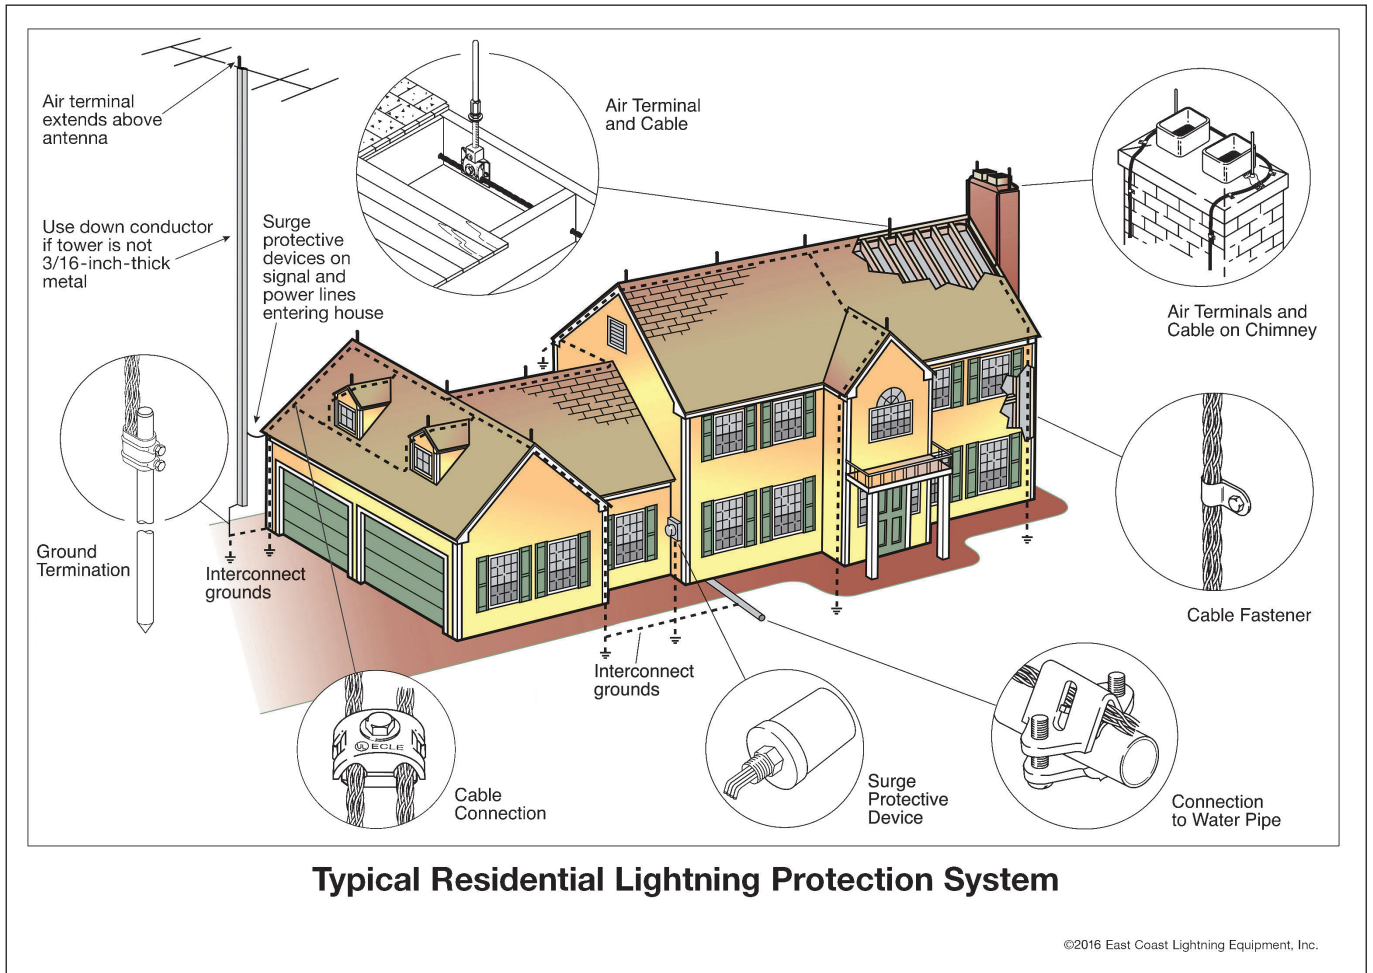 Air terminal
extends above
antenna
Air Terminal
and Cable
Use down conductor
if tower is not
3/16-inch-thick
metal
Surge
protective
devices on
signal and
power lines
entering house
Air Terminals and
Cable on Chimney
Ground
Termination
Interconnect
grounds
Cable Fastener
Interconnect
grounds
UL ECLE
Cable
Connection
Surge
Protective
Device
Connection
to Water Pipe
Typical Residential Lightning Protection System
©2016 East Coast Lightning Equipment, Inc.